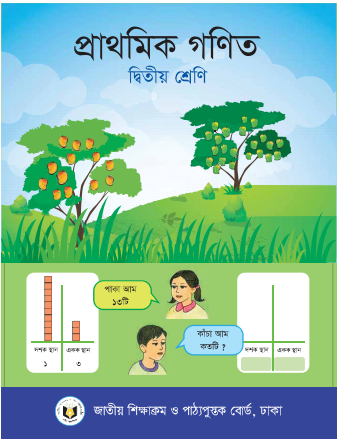 প্রাথমিক গণিত
দ্বিতীয় শ্রেণি
পাকা আম
১৩টি
কাঁচা আম
কতটি ?
দশক স্থান একক স্থান
১ ৩
দশক স্থান একক স্থান
জাতীয় শিক্ষাক্রম ও পাঠ্যপুস্তক বোর্ড, ঢাকা